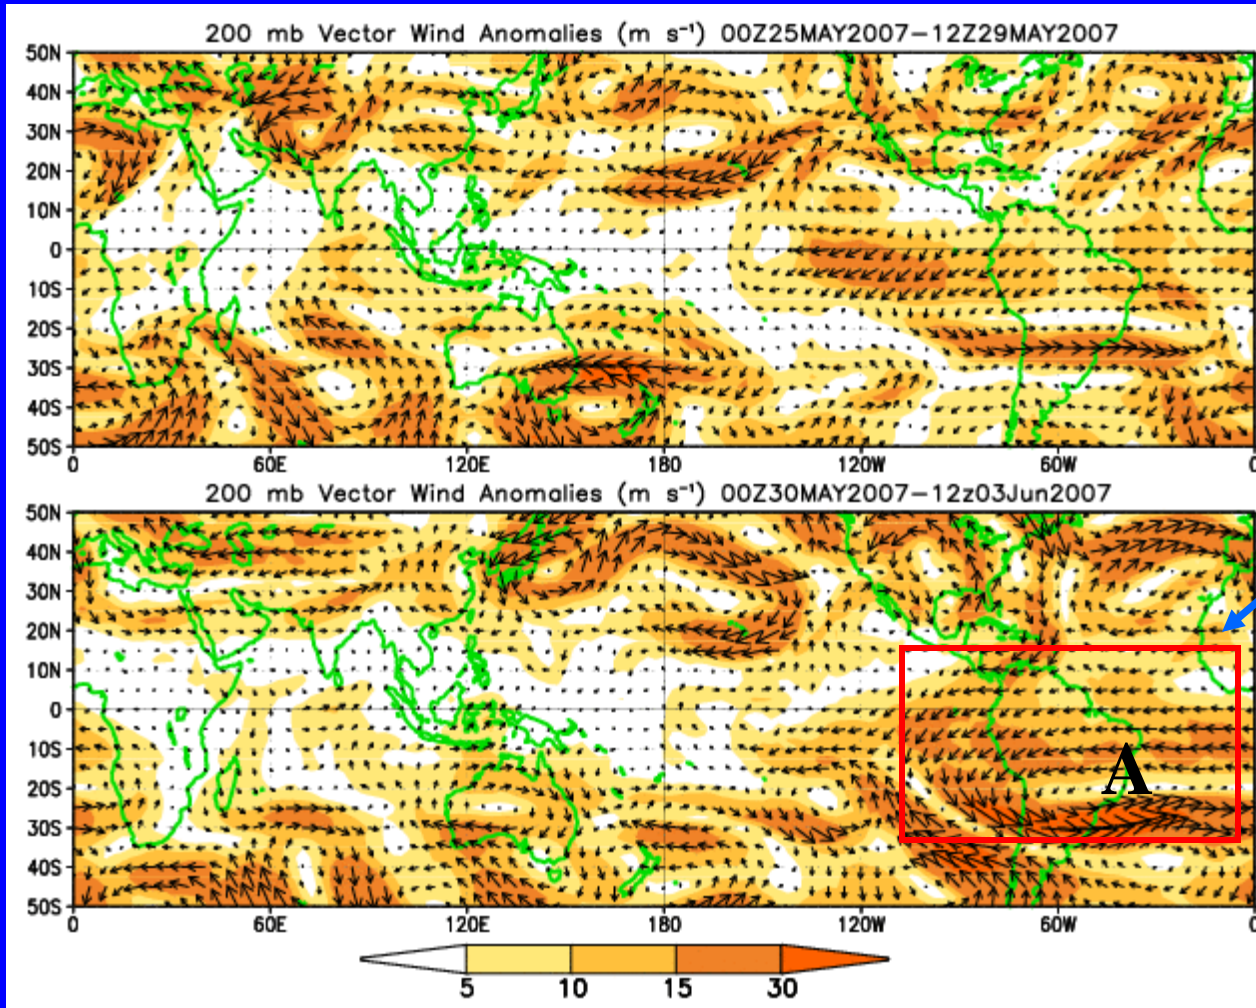 200 mb Vector Wind Anomalies (m s⁻¹) 00Z25MAY2007–12Z29MAY2007
50N
40N
30N
20N
10N
0
10S
20S
30S
40S
50S
0 60E 120E 180 120W 60W 0
200 mb Vector Wind Anomalies (m s⁻¹) 00Z30MAY2007–12z03Jun2007
50N
40N
30N
20N
10N
0
10S
A
20S
30S
40S
50S
0 60E 120E 180 120W 60W 0
5 10 15 30